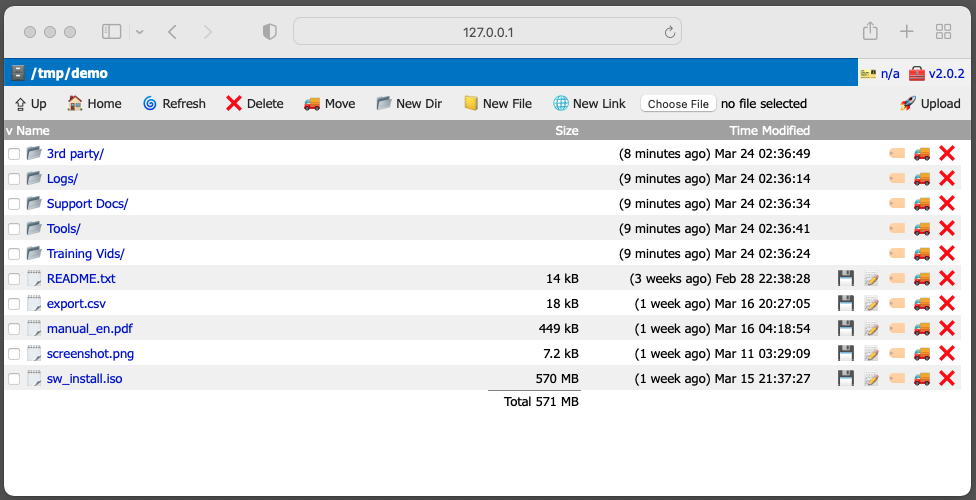 127.0.0.1
/tmp/demo n/a v2.0.2
Up Home Refresh Delete Move New Dir New File New Link Choose File no file selected Upload
v Name Size Time Modified
3rd party/ (8 minutes ago) Mar 24 02:36:49
Logs/ (9 minutes ago) Mar 24 02:36:14
Support Docs/ (9 minutes ago) Mar 24 02:36:34
Tools/ (9 minutes ago) Mar 24 02:36:41
Training Vids/ (9 minutes ago) Mar 24 02:36:24
README.txt 14 kB (3 weeks ago) Feb 28 22:38:28
export.csv 18 kB (1 week ago) Mar 16 20:27:05
manual_en.pdf 449 kB (1 week ago) Mar 16 04:18:54
screenshot.png 7.2 kB (1 week ago) Mar 11 03:29:09
sw_install.iso 570 MB (1 week ago) Mar 15 21:37:27
Total 571 MB